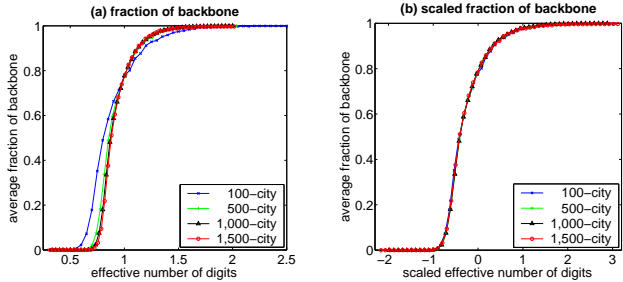 (a) fraction of backbone
1
0.8
0.6
0.4
0.2
0
average fraction of backbone
100−city
500−city
1,000−city
1,500−city
0.5 1 1.5 2 2.5
effective number of digits
(b) scaled fraction of backbone
1
0.8
0.6
0.4
0.2
0
average fraction of backbone
100−city
500−city
1,000−city
1,500−city
−2 −1 0 1 2 3
scaled effective number of digits